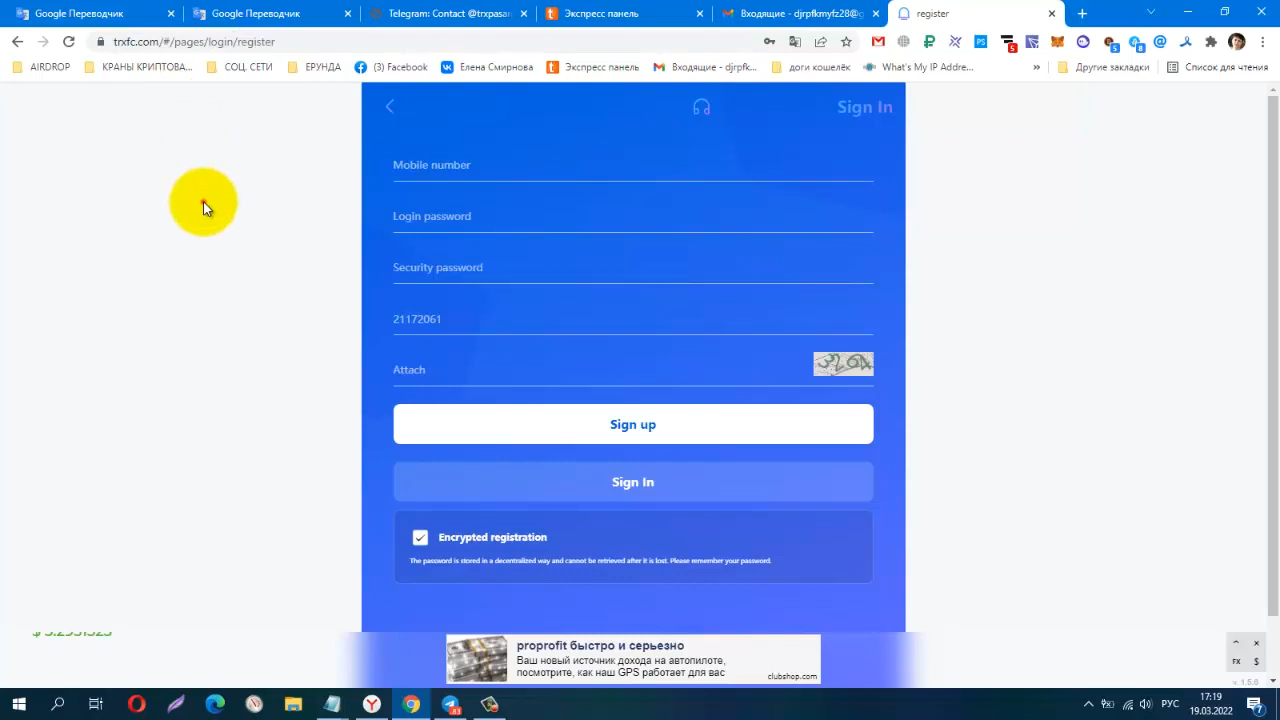 Google Переводчик
Google Переводчик
Telegram: Contact @trxpasar
Экспресс панель
Входящие - djrpfkmyfz28@g
register
trxfc.com/#/pages/login/register
AIRDROP
КРАНЫ КРИПТОВА...
СОЦ. СЕТИ
ЕРУНДА
(3) Facebook
Елена Смирнова
Экспресс панель
Входящие - djrpfk...
доги кошелёк
What's My IP Addre...
»
Другие закладки
Список для чтения
Sign In
Mobile number
Login password
Security password
21172061
Attach
Sign up
Sign In
Encrypted registration
The password is stored in a decentralized way and cannot be retrieved after it is lost. Please remember your password.
proprofit быстро и серьезно
Ваш новый источник дохода на автопилоте,
посмотрите, как наш GPS работает для вас
clubshop.com
FX $
v. 1.5.6
РУС
17:19
19.03.2022